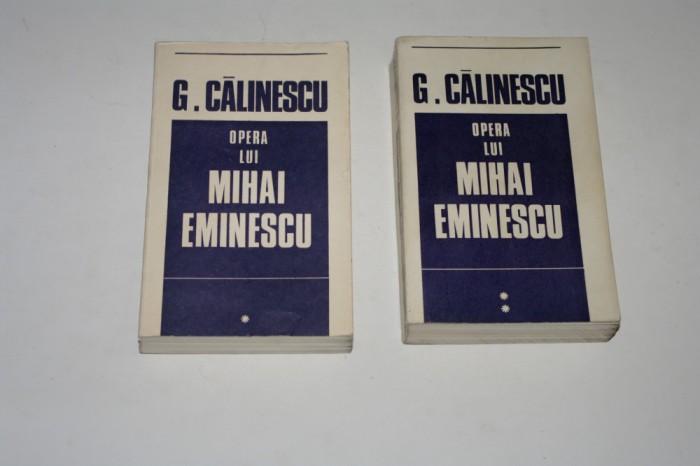 G. CĂLINESCU
OPERA
LUI
MIHAI
EMINESCU
*
G. CĂLINESCU
OPERA
LUI
MIHAI
EMINESCU
*
*